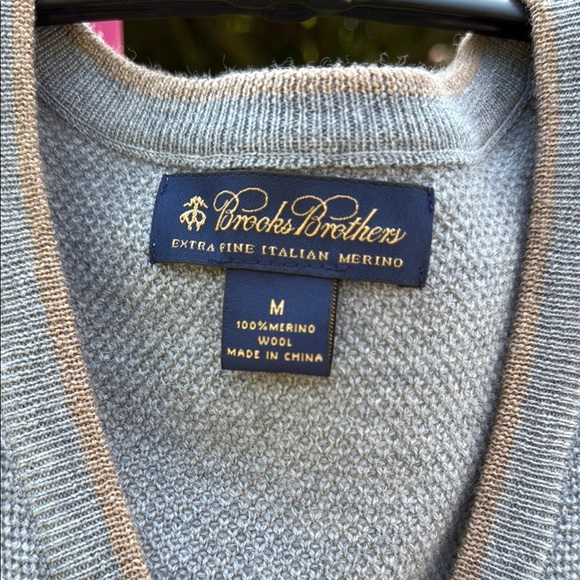 Brooks Brothers
EXTRA FINE ITALIAN MERINO
M
100% MERINO
WOOL
MADE IN CHINA